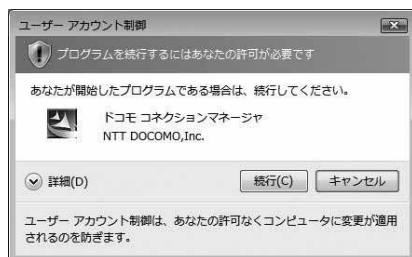 ユーザー アカウント制御
プログラムを続行するにはあなたの許可が必要です
あなたが開始したプログラムである場合は、続行してください。
ドコモ コネクションマネージャ
NTT DOCOMO,Inc.
詳細(D)
続行(C)
キャンセル
ユーザー アカウント制御は、あなたの許可なくコンピュータに変更が適用
されるのを防ぎます。